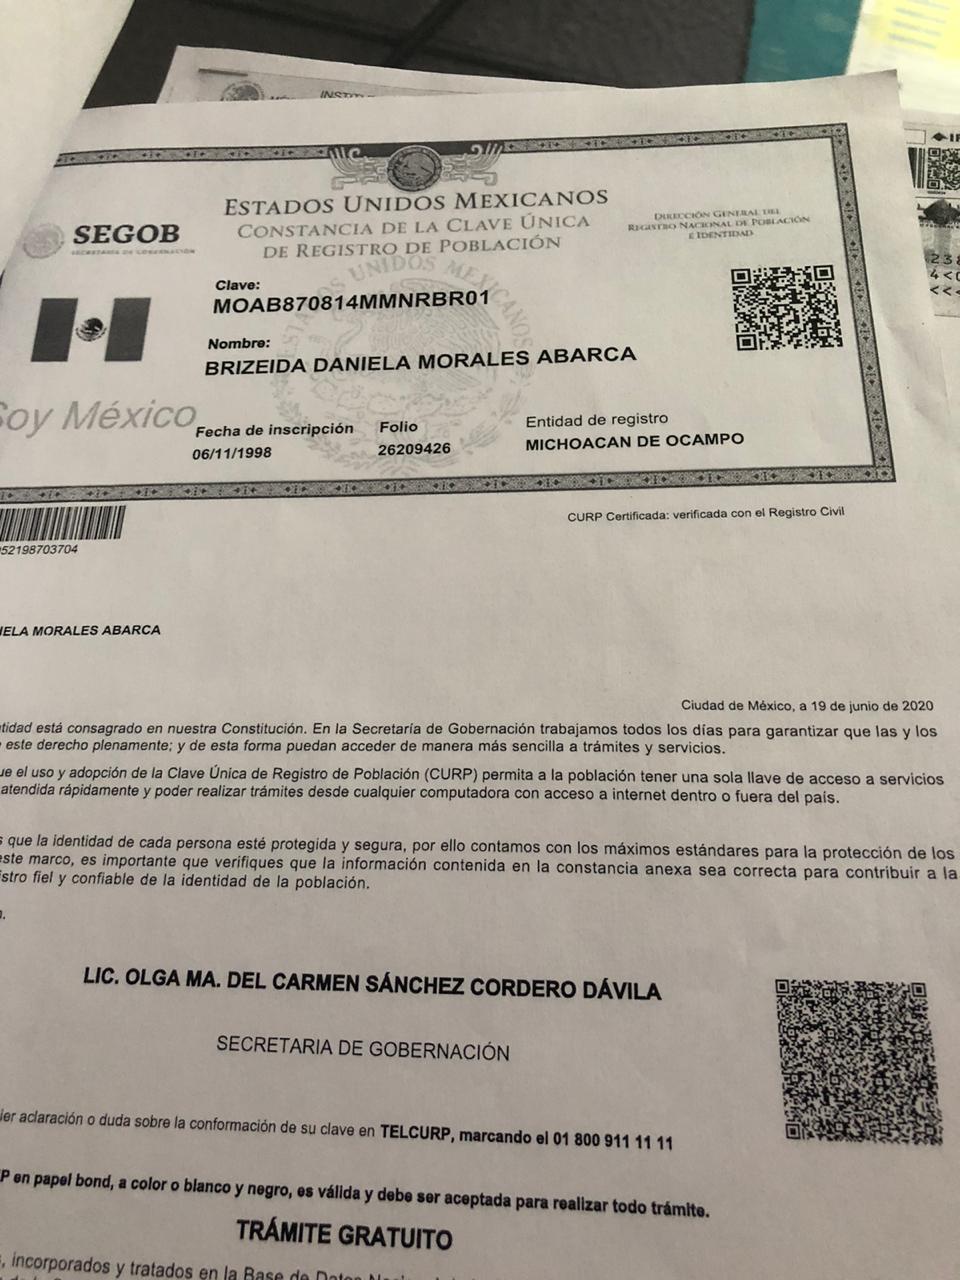 INSTIT
ESTADOS UNIDOS MEXICANOS
CONSTANCIA DE LA CLAVE ÚNICA
DE REGISTRO DE POBLACIÓN
SEGOB
SECRETARÍA DE GOBERNACIÓN
DIRECCIÓN GENERAL DEL
REGISTRO NACIONAL DE POBLACIÓN
E IDENTIDAD
Clave:
MOAB870814MMNRBR01
Nombre:
BRIZEIDA DANIELA MORALES ABARCA
Soy México
Fecha de inscripción
06/11/1998
Folio
26209426
Entidad de registro
MICHOACAN DE OCAMPO
ESTADOS UNIDOS MEXICANOS
52198703704
CURP Certificada: verificada con el Registro Civil
IELA MORALES ABARCA
Ciudad de México, a 19 de junio de 2020
ntidad está consagrado en nuestra Constitución. En la Secretaría de Gobernación trabajamos todos los días para garantizar que las y los
este derecho plenamente; y de esta forma puedan acceder de manera más sencilla a trámites y servicios.
ue el uso y adopción de la Clave Única de Registro de Población (CURP) permita a la población tener una sola llave de acceso a servicios
atendida rápidamente y poder realizar trámites desde cualquier computadora con acceso a internet dentro o fuera del país.
s que la identidad de cada persona esté protegida y segura, por ello contamos con los máximos estándares para la protección de los
este marco, es importante que verifiques que la información contenida en la constancia anexa sea correcta para contribuir a la
istro fiel y confiable de la identidad de la población.
LIC. OLGA MA. DEL CARMEN SÁNCHEZ CORDERO DÁVILA
SECRETARIA DE GOBERNACIÓN
ier aclaración o duda sobre la conformación de su clave en TELCURP, marcando el 01 800 911 11 11
P en papel bond, a color o blanco y negro, es válida y debe ser aceptada para realizar todo trámite.
TRÁMITE GRATUITO
, incorporados y tratados en la Base de Datos